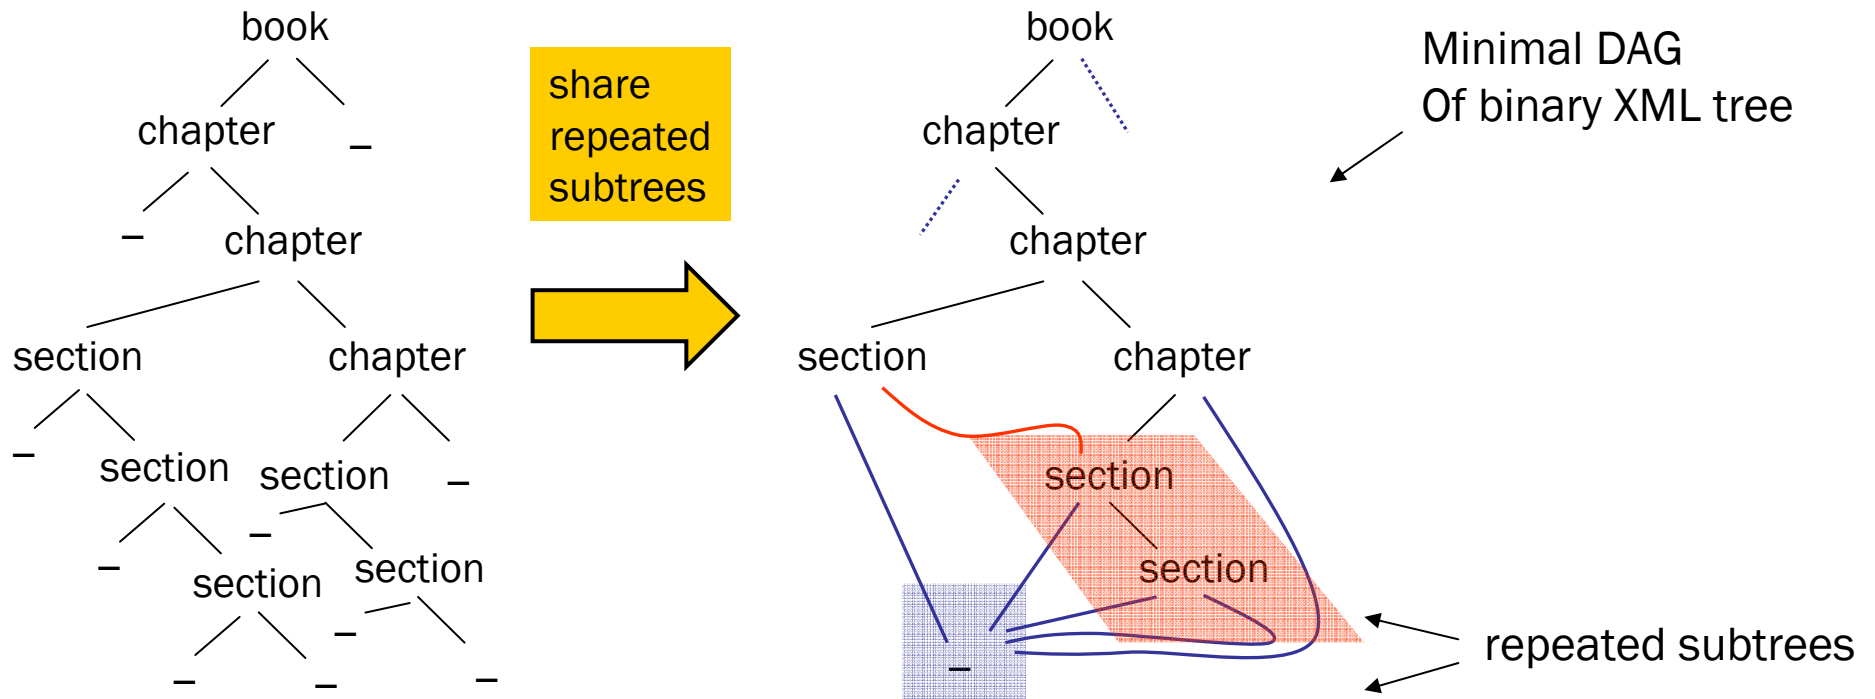 book
chapter
–
–
chapter
section
chapter
–
section
section
–
–
–
section
section
–
–
–
–
share
repeated
subtrees
book
chapter
chapter
section
chapter
section
section
–
Minimal DAG
Of binary XML tree
repeated subtrees